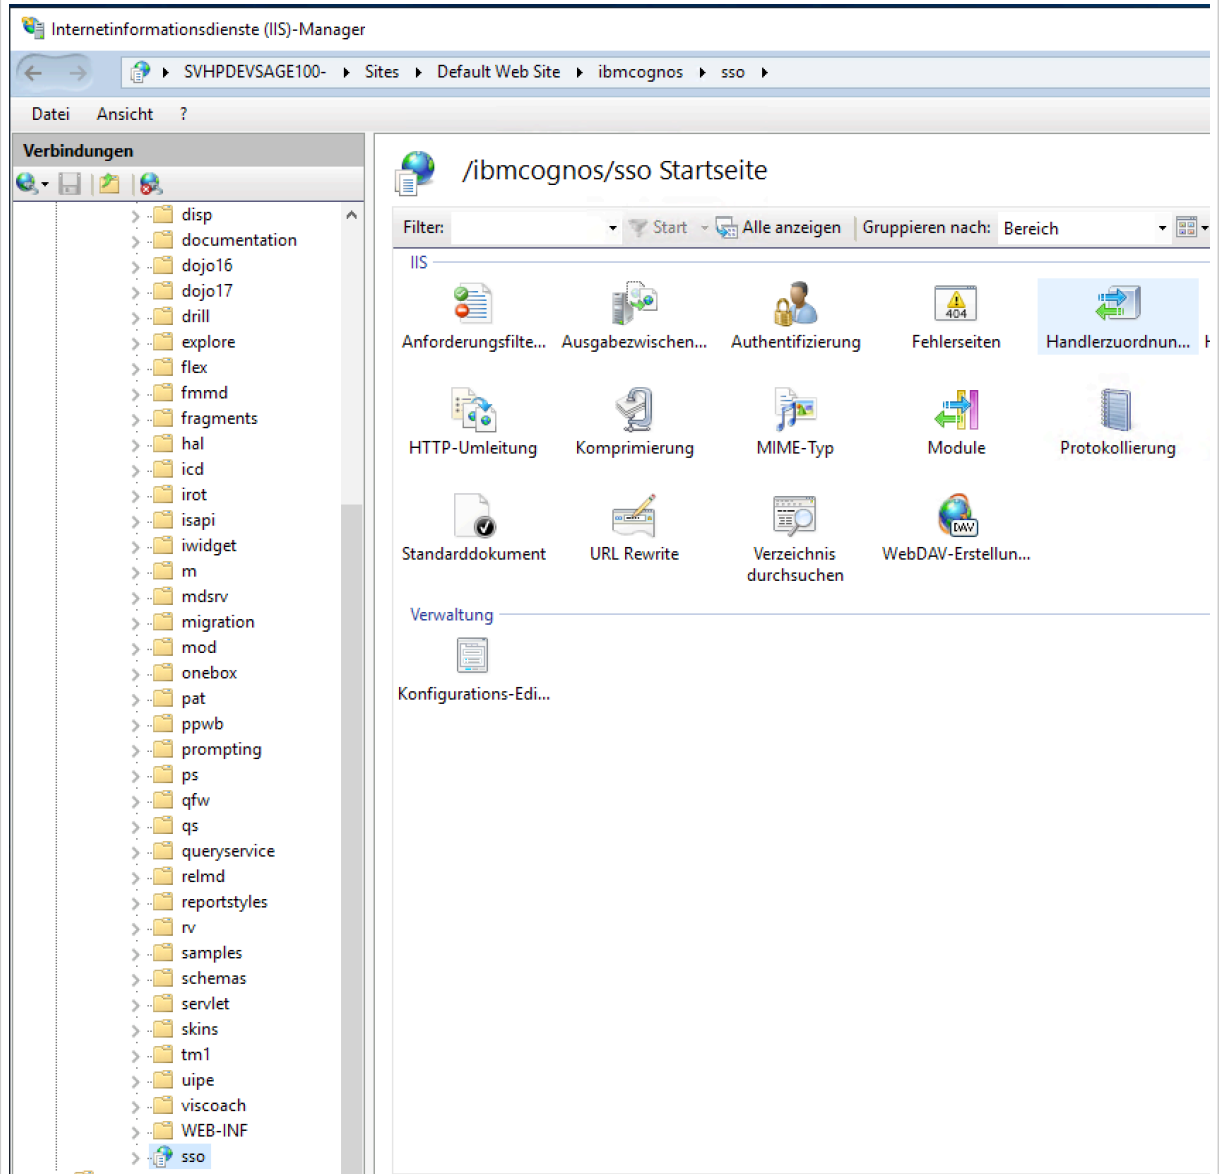 Internetinformationsdienste (IIS)-Manager
SVHPDEVSAGE100- Sites Default Web Site ibmcognos sso
Datei Ansicht ?
Verbindungen
disp
documentation
dojo16
dojo17
drill
explore
flex
fmmd
fragments
hal
icd
irot
isapi
iwidget
m
mdsrv
migration
mod
onebox
pat
ppwb
prompting
ps
qfw
qs
queryservice
relmd
reportstyles
rv
samples
schemas
servlet
skins
tm1
uipe
viscoach
WEB-INF
sso
/ibmcognos/sso Startseite
Filter: Start Alle anzeigen Gruppieren nach: Bereich
IIS
404
Anforderungsfilte... Ausgabezwischen... Authentifizierung Fehlerseiten Handlerzuordnun... H
HTTP-Umleitung Komprimierung MIME-Typ Module Protokollierung
DAV
Standarddokument URL Rewrite Verzeichnis WebDAV-Erstellun...
durchsuchen
Verwaltung
Konfigurations-Edi...